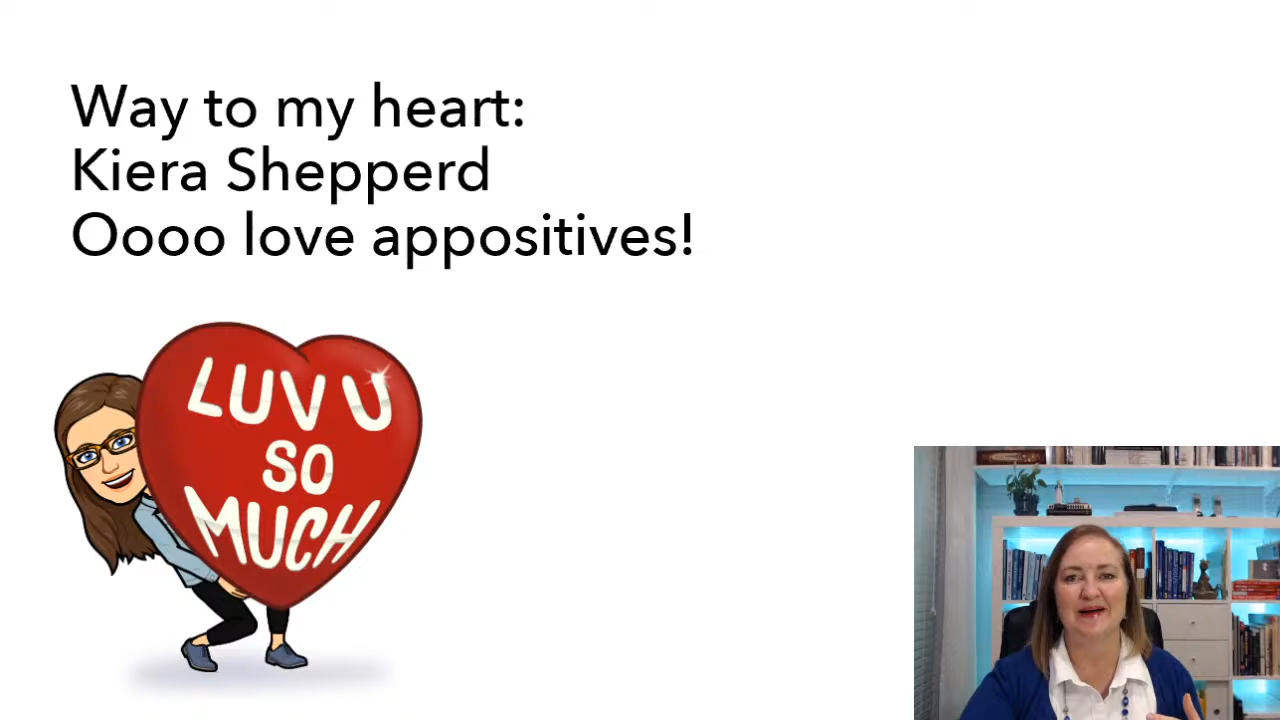 Way to my heart:
Kiera Shepperd
Oooo love appositives!
LUV U
SO
MUCH